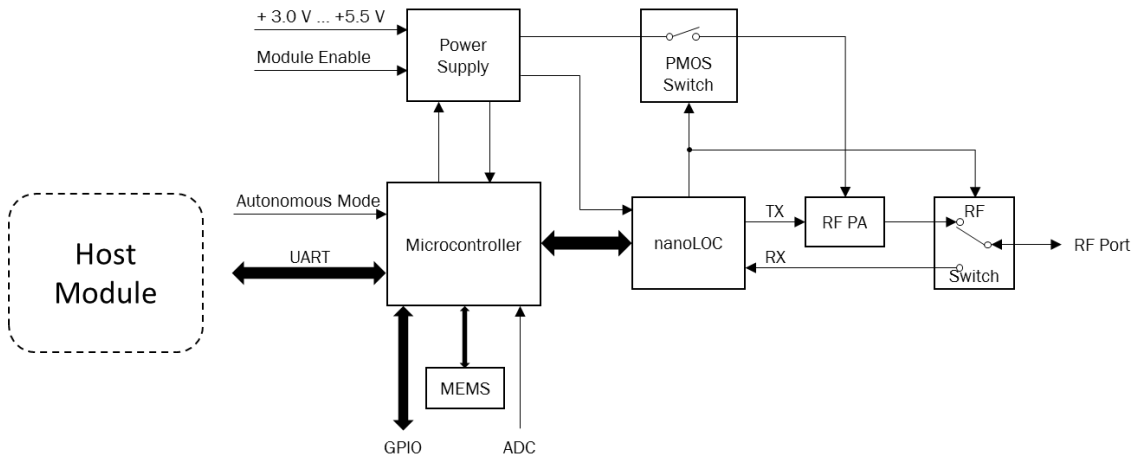 + 3.0 V ... +5.5 V
Module Enable
Power
Supply
PMOS
Switch
Host
Module
Autonomous Mode
UART
Microcontroller
nanoLOC
TX
RX
RF PA
RF
Switch
RF Port
MEMS
GPIO
ADC